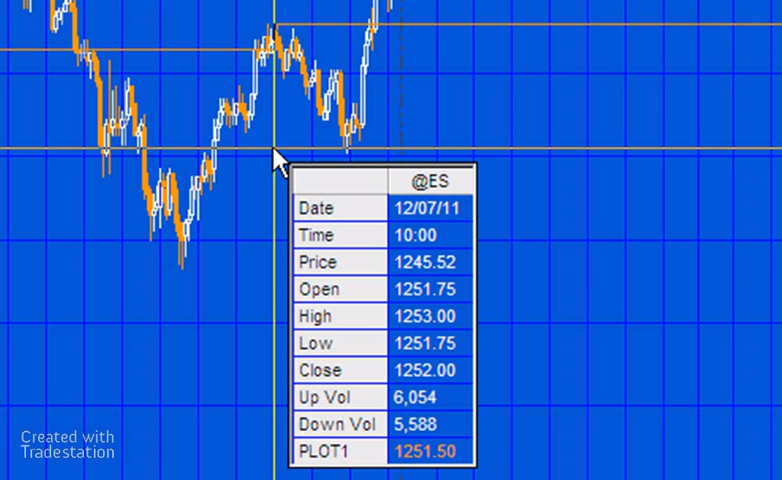 @ES
Date 12/07/11
Time 10:00
Price 1245.52
Open 1251.75
High 1253.00
Low 1251.75
Close 1252.00
Up Vol 6,054
Down Vol 5,588
PLOT1 1251.50
Created with
Tradestation